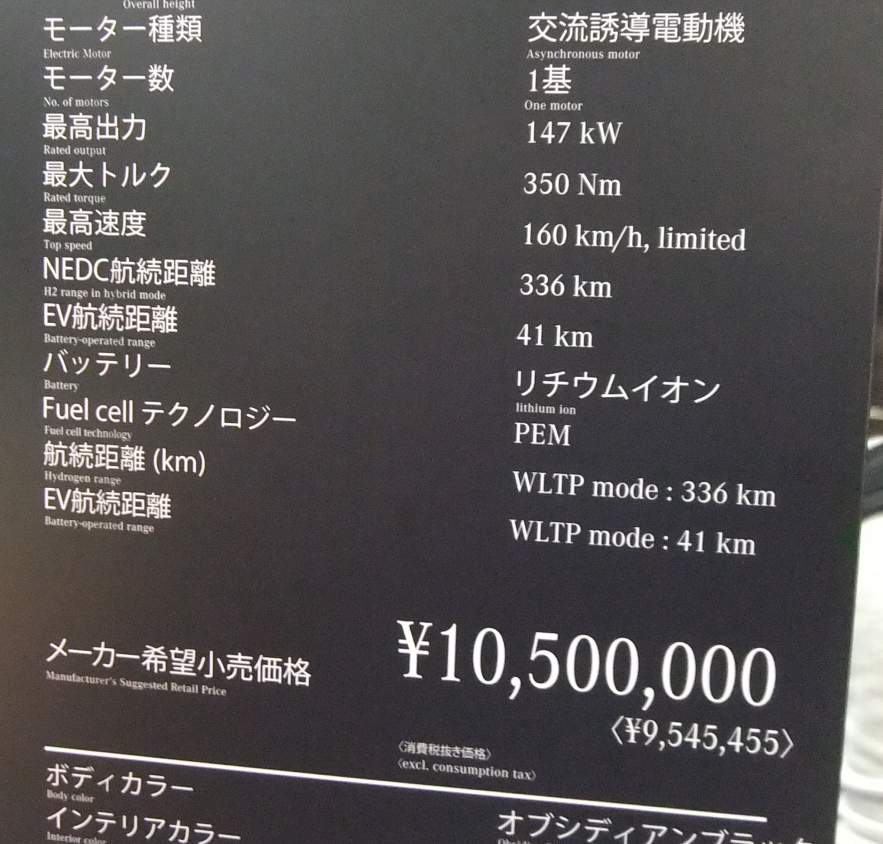 Overall height
モーター種類 交流誘導電動機
Electric Motor Asynchronous motor
モーター数 1基
No. of motors One motor
最高出力 147 kW
Rated output
最大トルク 350 Nm
Rated torque
最高速度 160 km/h, limited
Top speed
NEDC航続距離 336 km
H2 range in hybrid mode
EV航続距離 41 km
Battery-operated range
バッテリー リチウムイオン
Battery lithium ion
Fuel cell テクノロジー PEM
Fuel cell technology
航続距離 (km) WLTP mode : 336 km
Hydrogen range
EV航続距離 WLTP mode : 41 km
Battery-operated range
メーカー希望小売価格 ¥10,500,000
Manufacturer's Suggested Retail Price
〈¥9,545,455〉
〈消費税抜き価格〉
〈excl. consumption tax〉
ボディカラー
Body color
インテリアカラー オブシディアンブラック
Interior color